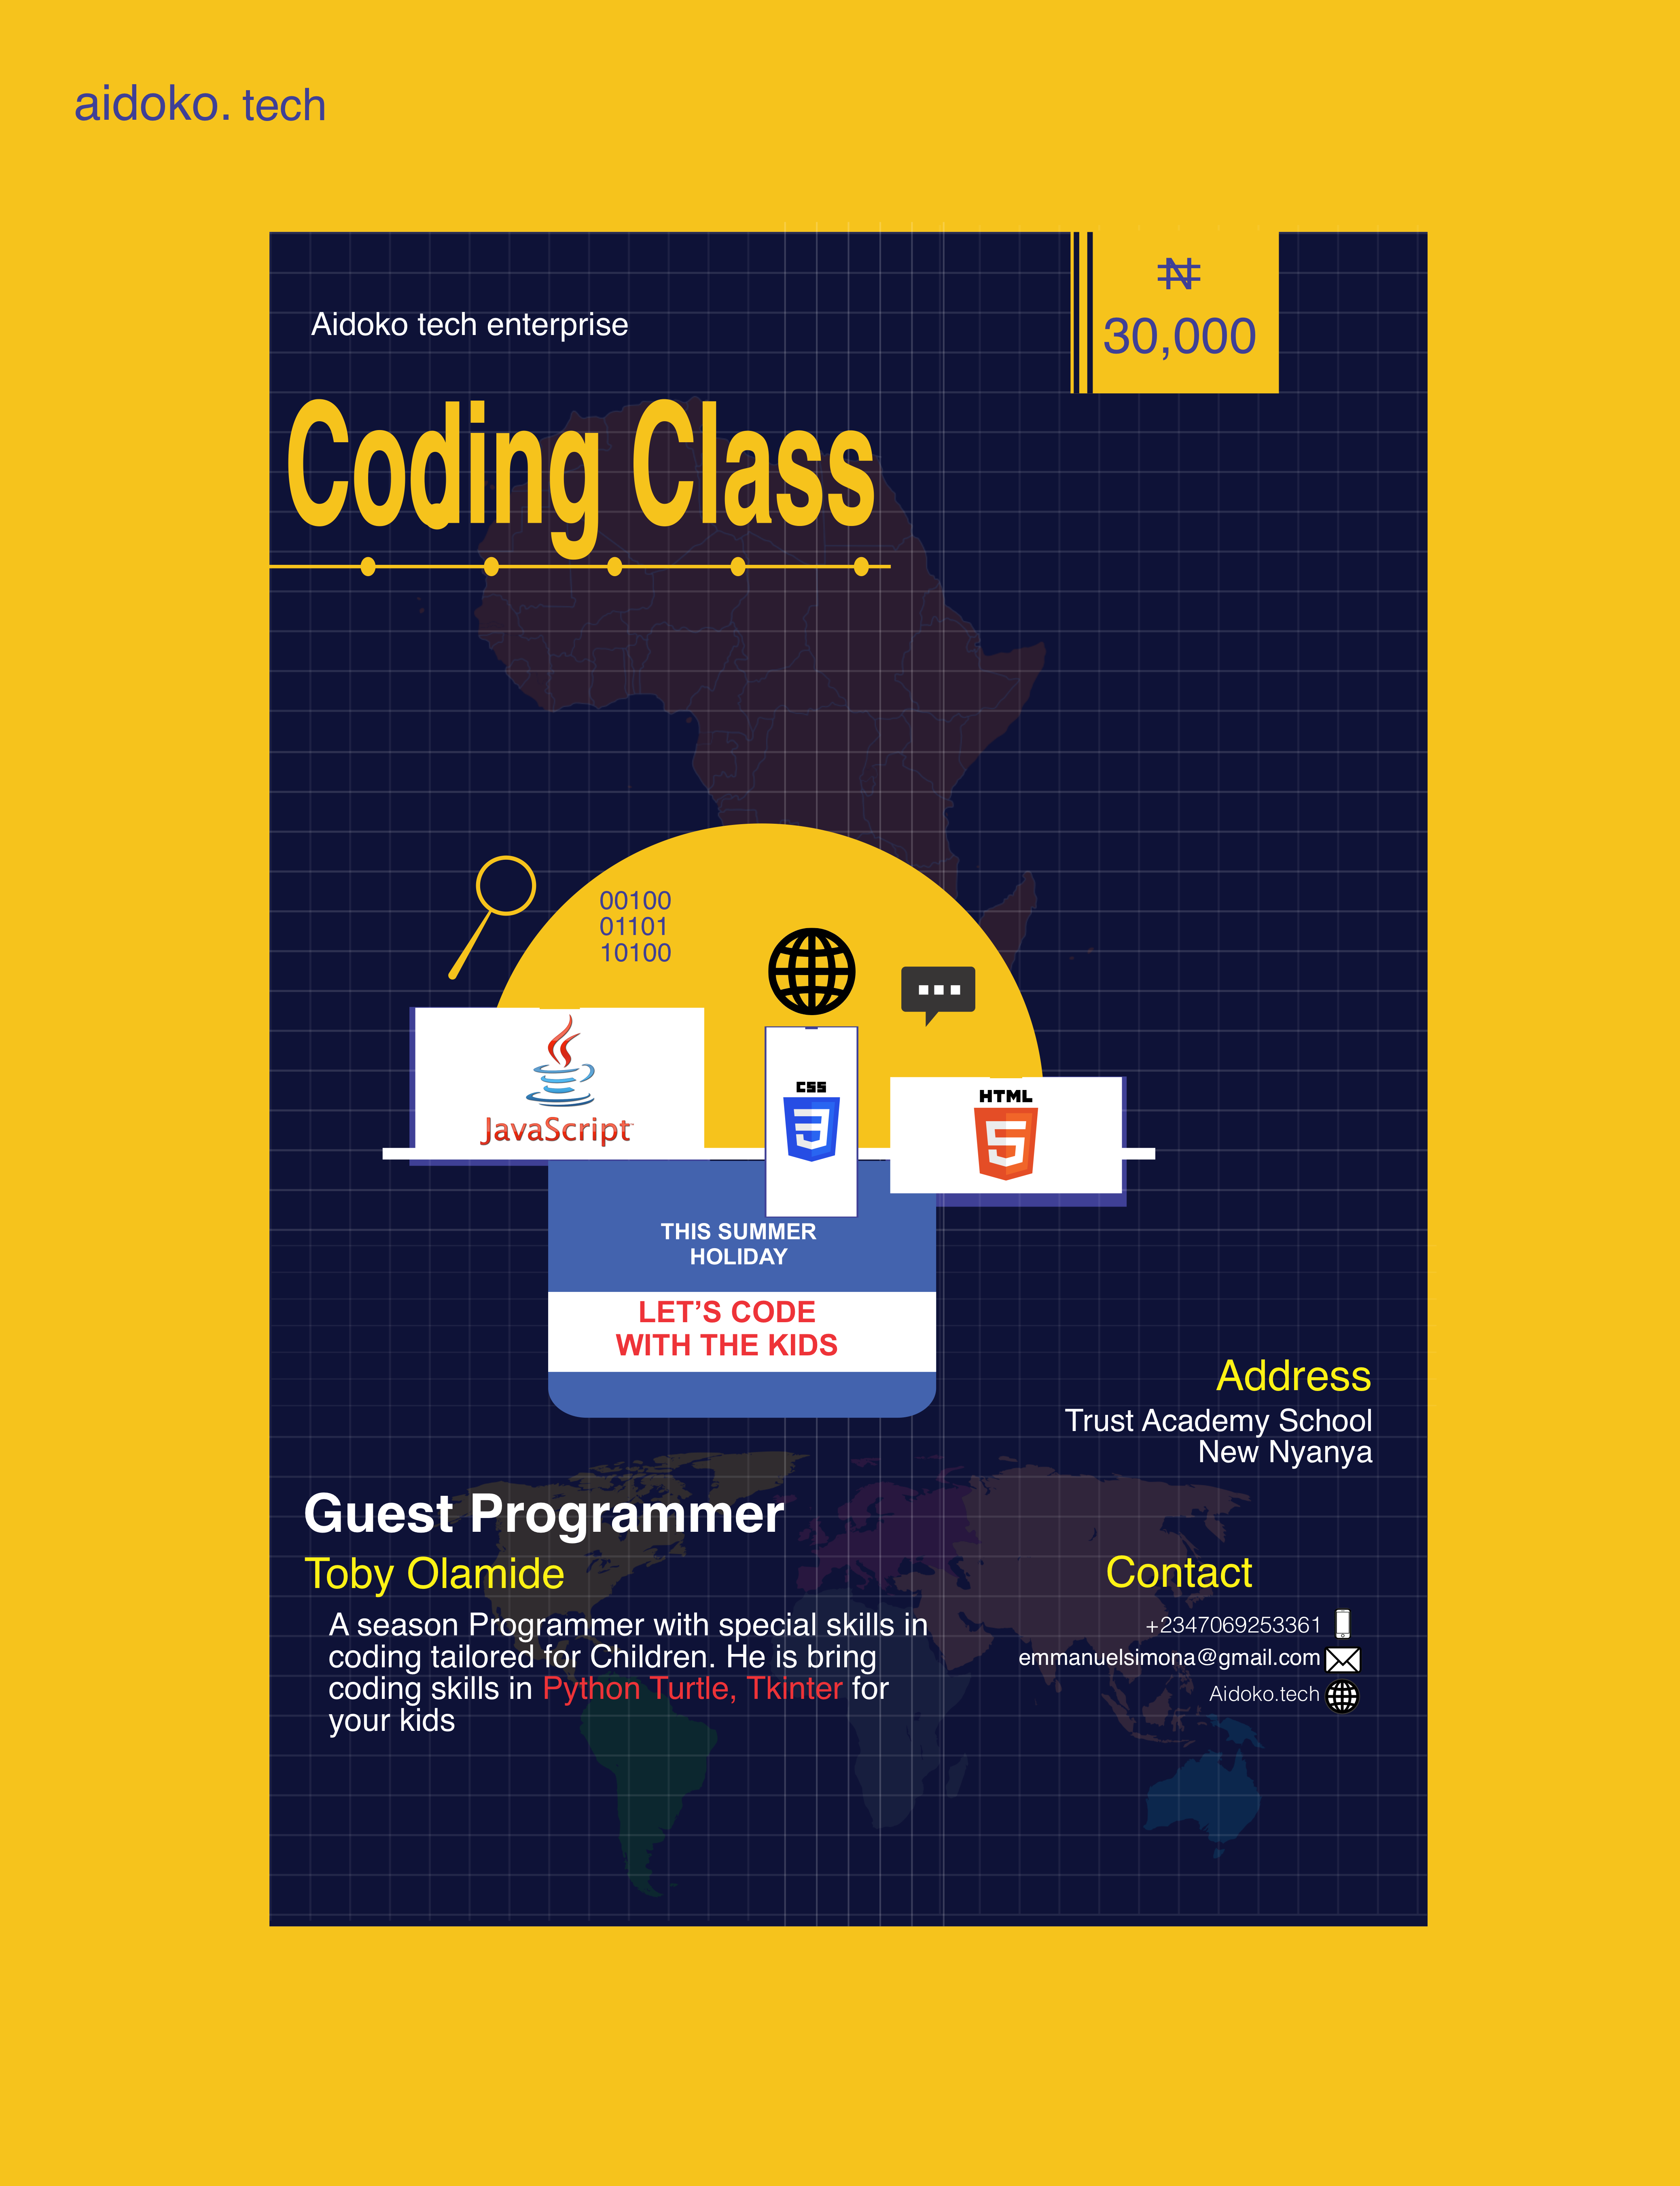 aidoko. tech
₦
30,000
Aidoko tech enterprise
Coding Class
00100
01101
10100
JavaScript
CSS
3
HTML
5
THIS SUMMER
HOLIDAY
LET’S CODE
WITH THE KIDS
Address
Trust Academy School
New Nyanya
Guest Programmer
Toby Olamide
A season Programmer with special skills in
coding tailored for Children. He is bring
coding skills in Python Turtle, Tkinter for
your kids
Contact
+2347069253361
emmanuelsimona@gmail.com
Aidoko.tech